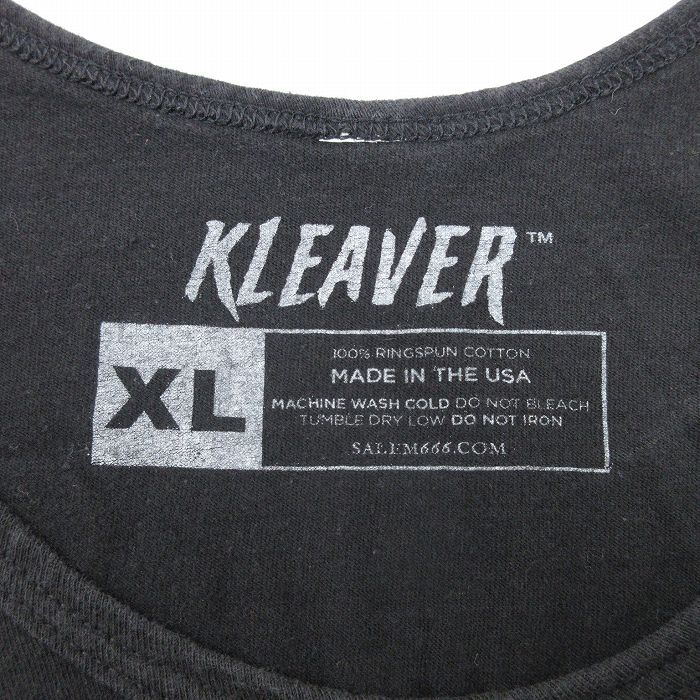 KLEAVER™
XL
100% RINGSPUN COTTON
MADE IN THE USA
MACHINE WASH COLD DO NOT BLEACH
TUMBLE DRY LOW DO NOT IRON
SALEM666.COM